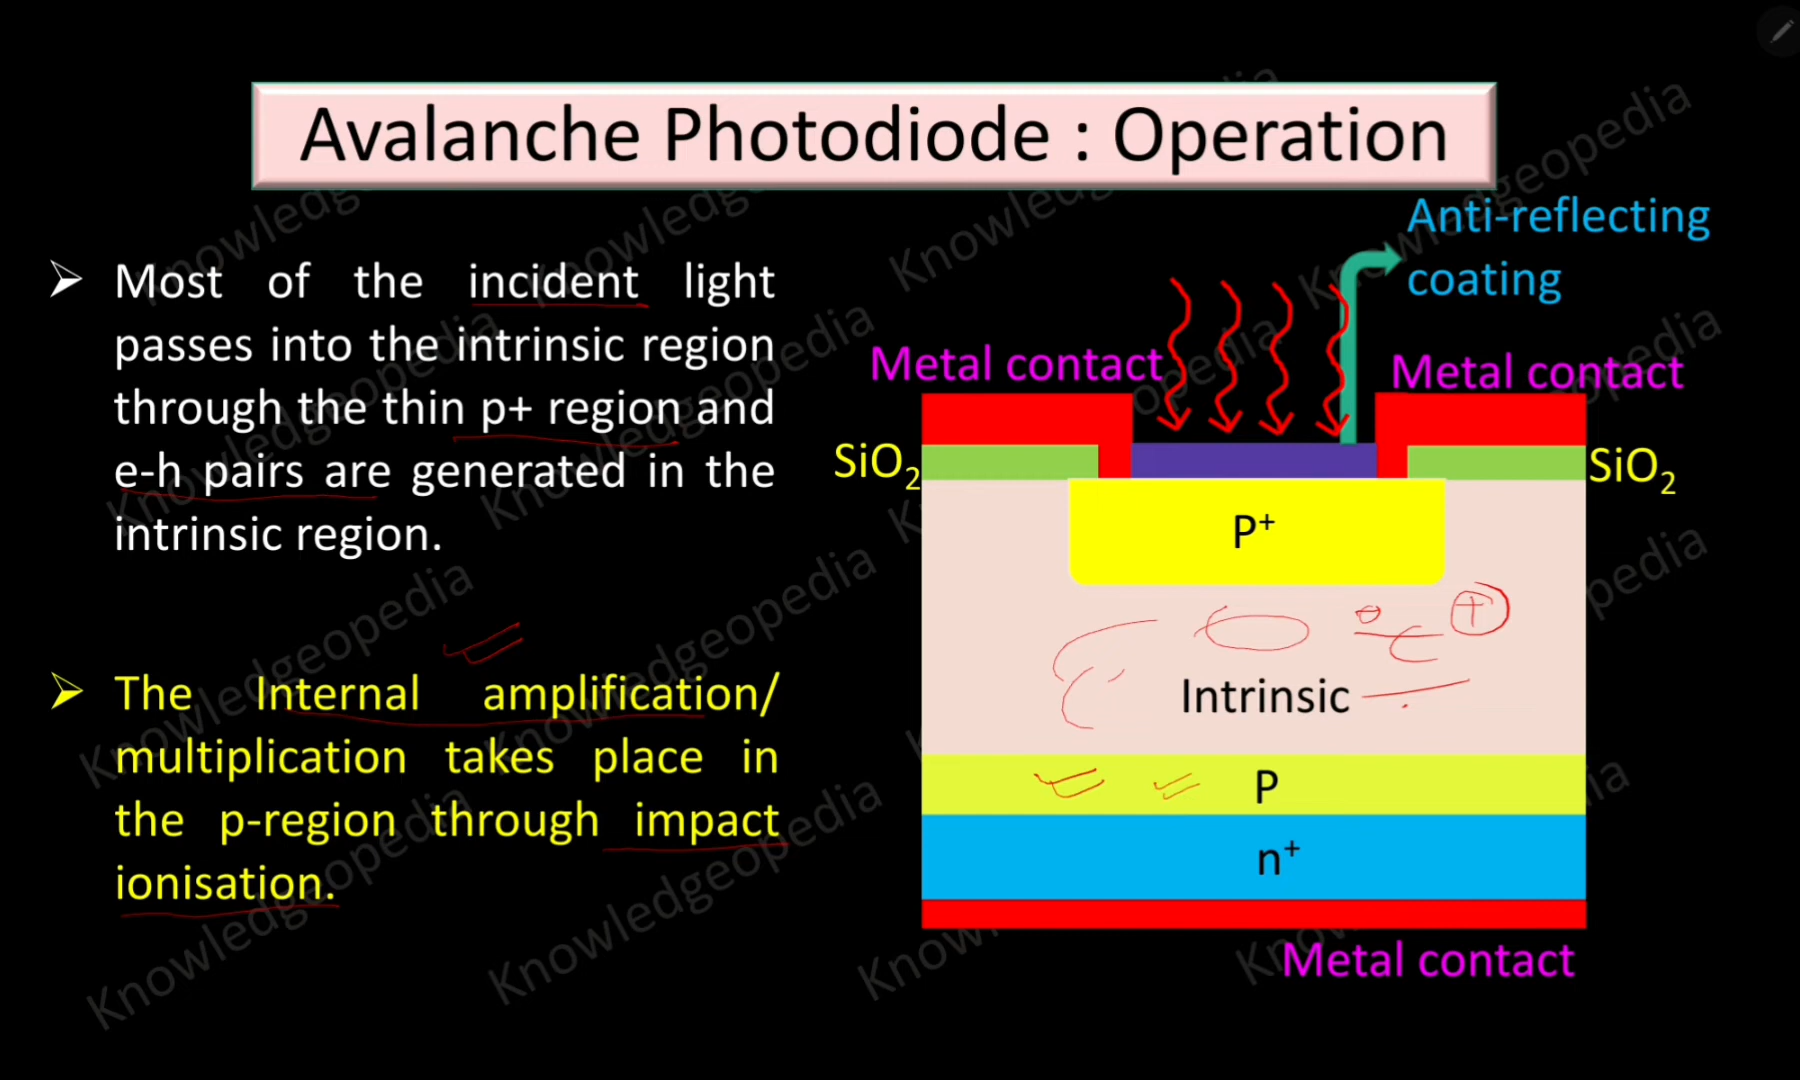 Avalanche Photodiode : Operation
Most of the incident light
passes into the intrinsic region
through the thin p+ region and
e-h pairs are generated in the
intrinsic region.
The Internal amplification/
multiplication takes place in
the p-region through impact
ionisation.
Anti-reflecting
coating
Metal contact
Metal contact
SiO₂
SiO₂
P⁺
Intrinsic
P
n⁺
Metal contact
Knowledgeopedia